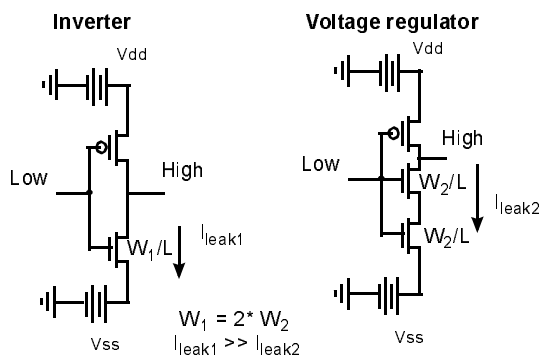 Inverter
Voltage regulator
Vdd
Vdd
Low
High
Low
High
W1/L
Ileak1
W2/L
W2/L
Ileak2
Vss
Vss
W1 = 2* W2
Ileak1 >> Ileak2